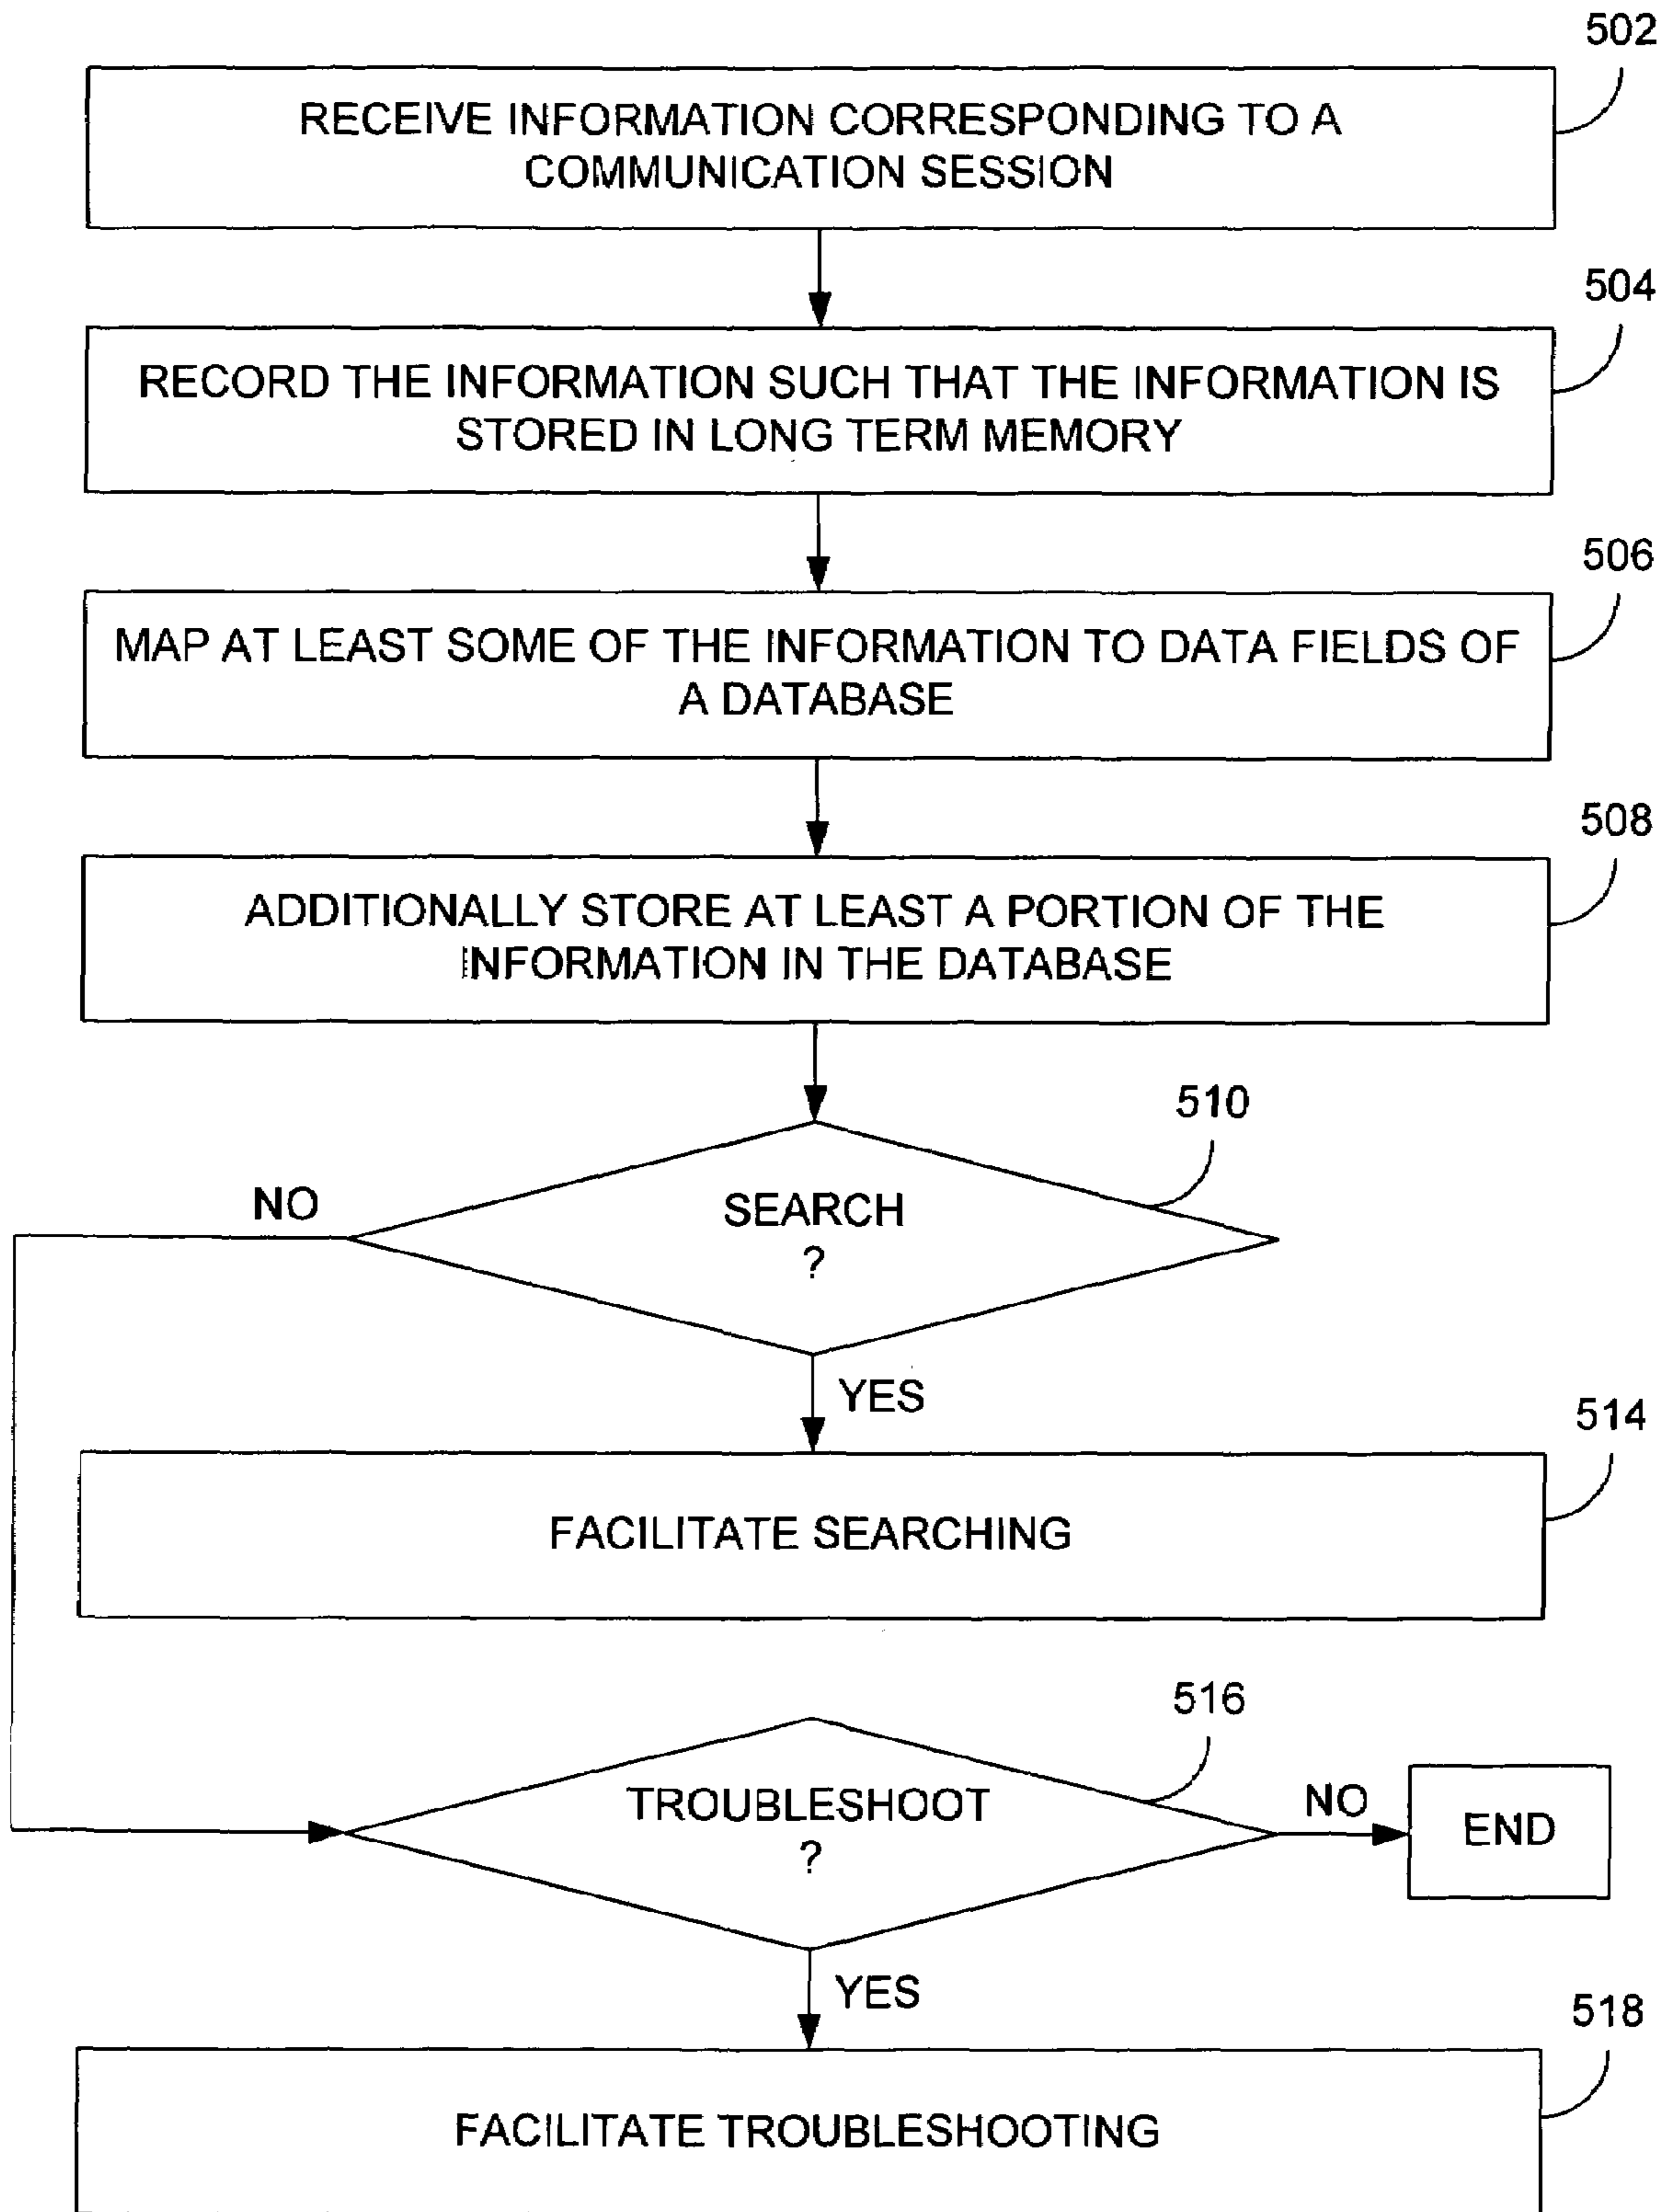 502
RECEIVE INFORMATION CORRESPONDING TO A
COMMUNICATION SESSION
504
RECORD THE INFORMATION SUCH THAT THE INFORMATION IS
STORED IN LONG TERM MEMORY
506
MAP AT LEAST SOME OF THE INFORMATION TO DATA FIELDS OF
A DATABASE
508
ADDITIONALLY STORE AT LEAST A PORTION OF THE
INFORMATION IN THE DATABASE
510
NO
SEARCH
?
YES
514
FACILITATE SEARCHING
516
TROUBLESHOOT
?
NO
END
YES
518
FACILITATE TROUBLESHOOTING